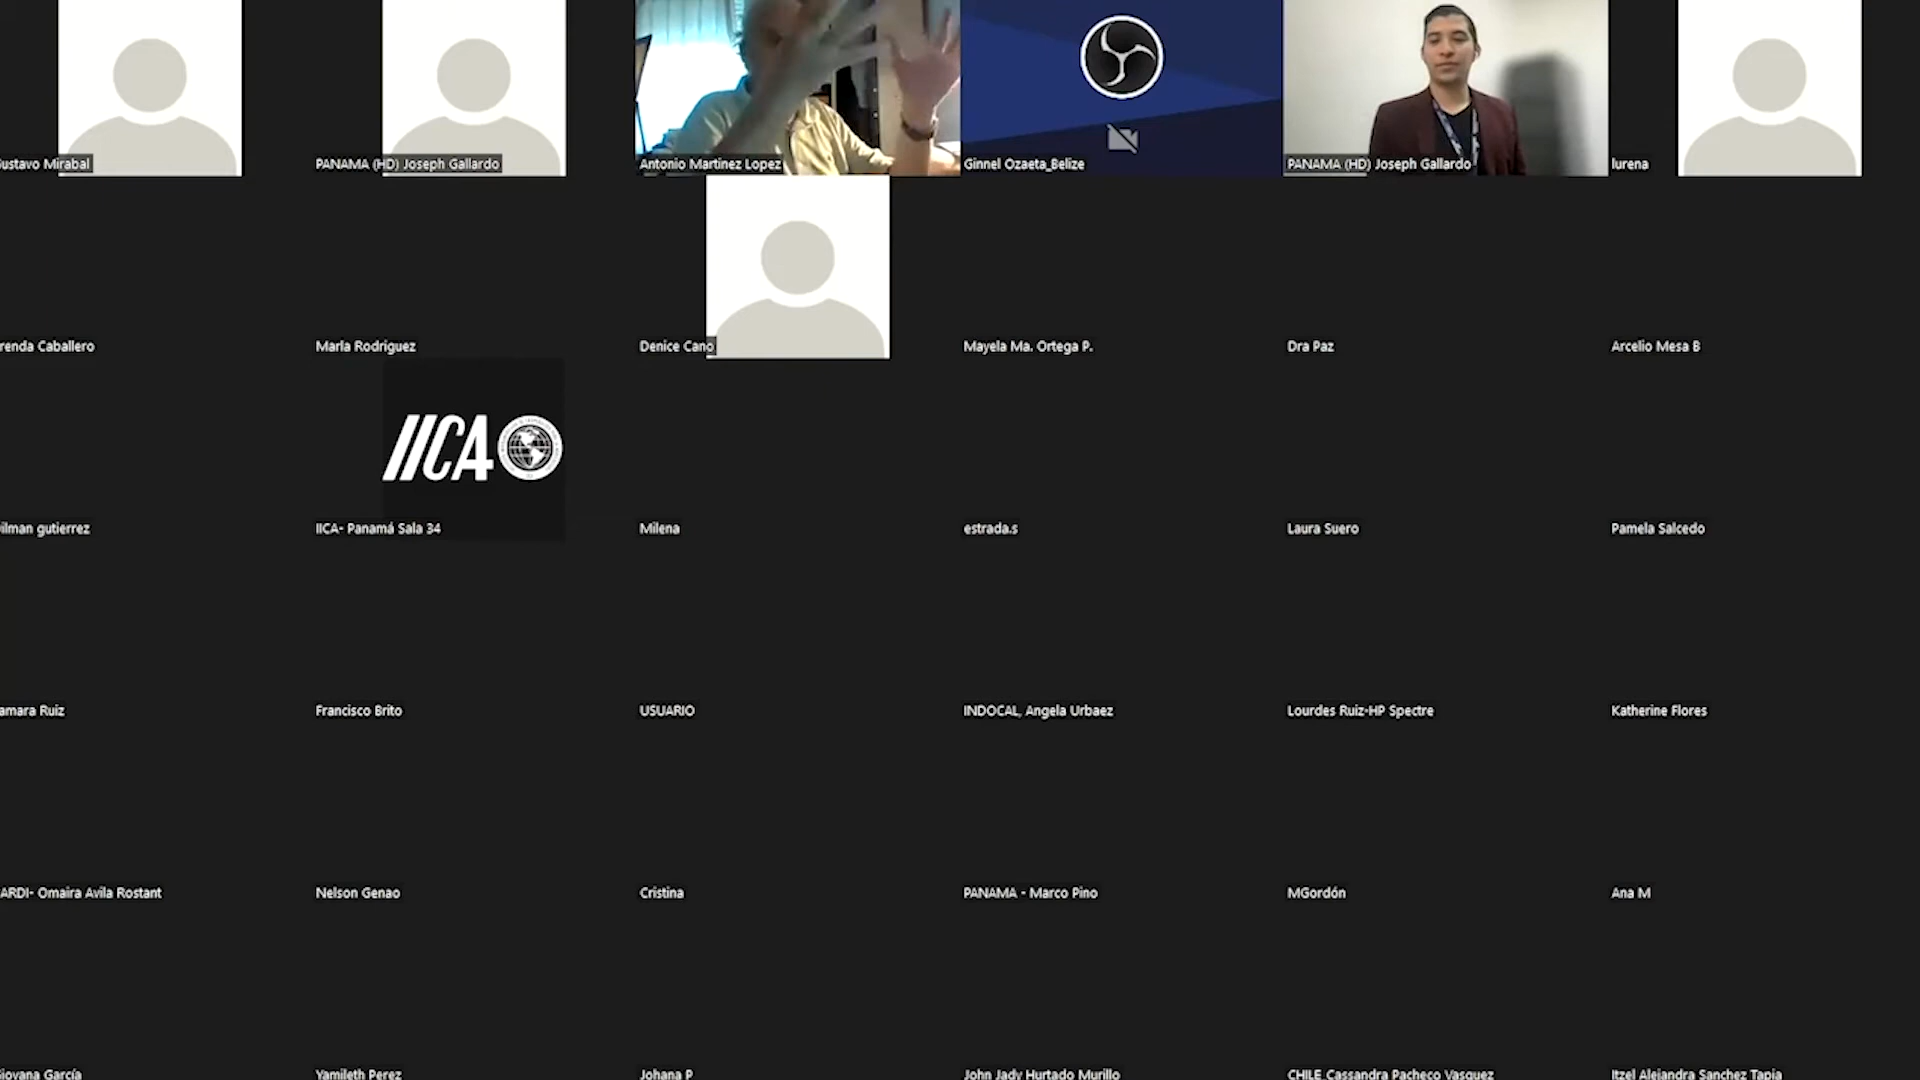 ustavo Mirabal
PANAMA (HD) Joseph Gallardo
Antonio Martinez Lopez
Ginnel Ozaeta_Belize
PANAMA (HD) Joseph Gallardo
lurena
renda Caballero
Marla Rodriguez
Denice Cano
Mayela Ma. Ortega P.
Dra Paz
Arcelio Mesa B
IICA
ilman gutierrez
IICA- Panamá Sala 34
Milena
estrada.s
Laura Suero
Pamela Salcedo
amara Ruiz
Francisco Brito
USUARIO
INDOCAL, Angela Urbaez
Lourdes Ruiz-HP Spectre
Katherine Flores
ARDI- Omaira Avila Rostant
Nelson Genao
Cristina
PANAMA - Marco Pino
MGordón
Ana M
iovana García
Yamileth Perez
Johana P
John Jady Hurtado Murillo
CHILE Cassandra Pacheco Vasquez
Itzel Alejandra Sanchez Tapia